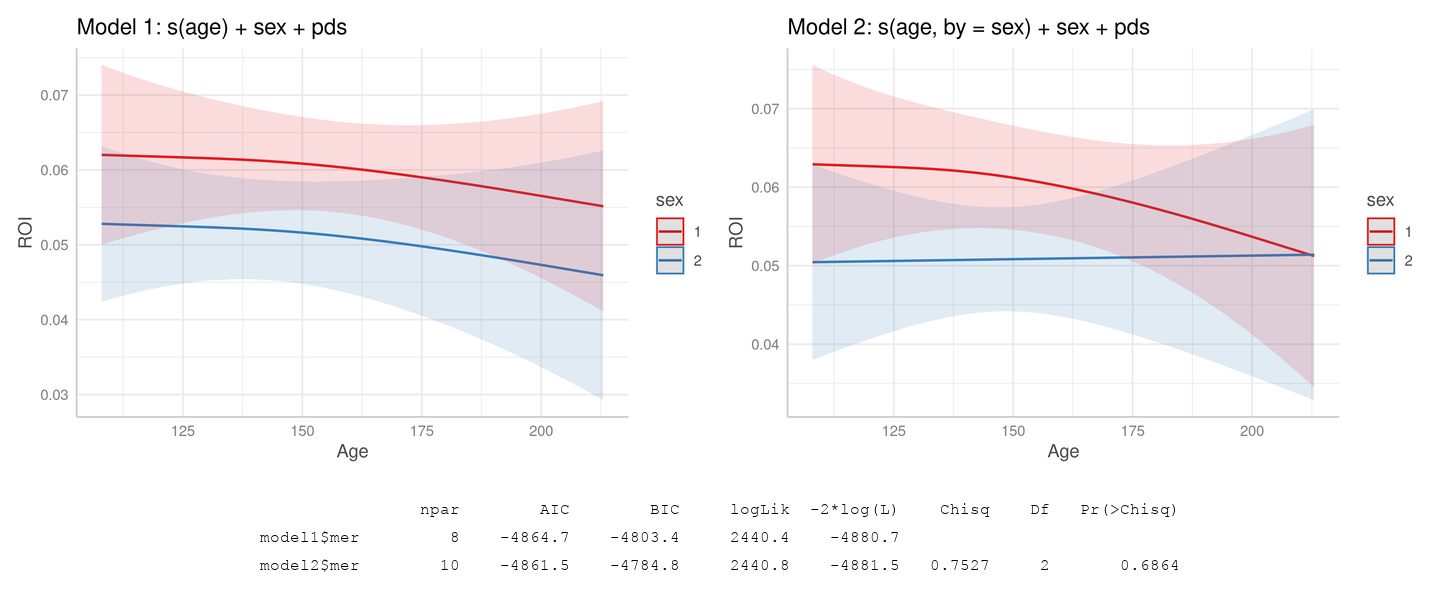 Model 1: s(age) + sex + pds
0.07
0.06
0.05
0.04
0.03
ROI
125 150 175 200
Age
sex
1
2
Model 2: s(age, by = sex) + sex + pds
0.07
0.06
0.05
0.04
ROI
125 150 175 200
Age
sex
1
2
npar AIC BIC logLik -2*log(L) Chisq Df Pr(>Chisq)
model1$mer 8 -4864.7 -4803.4 2440.4 -4880.7
model2$mer 10 -4861.5 -4784.8 2440.8 -4881.5 0.7527 2 0.6864